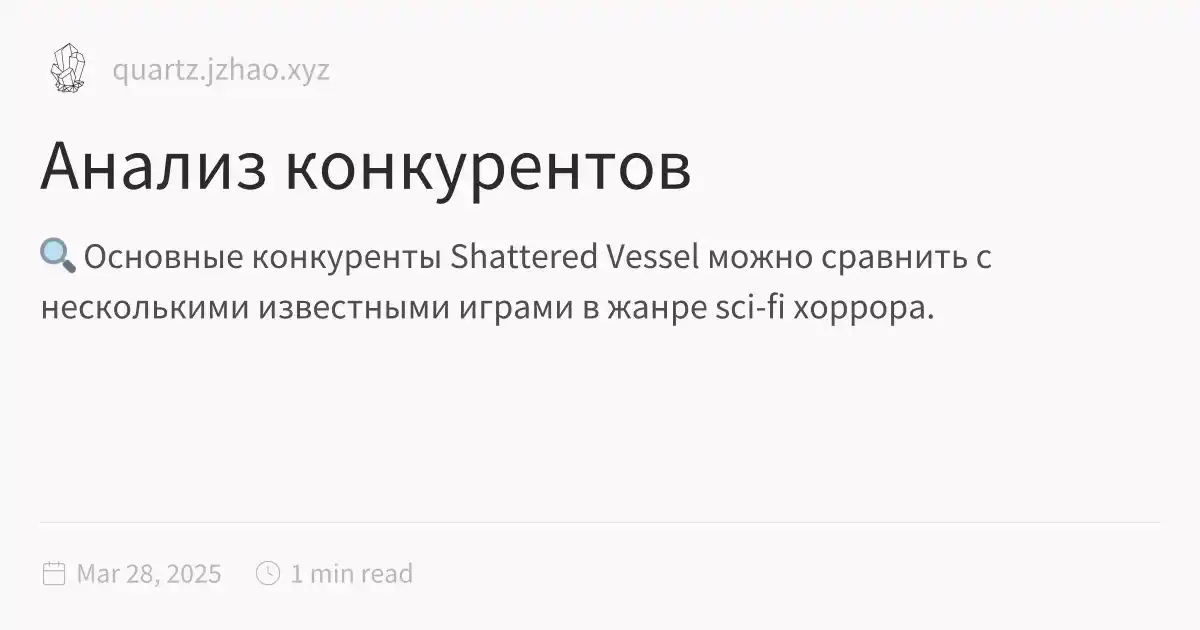 quartz.jzhao.xyz
Анализ конкурентов
🔍 Основные конкуренты Shattered Vessel можно сравнить с
несколькими известными играми в жанре sci-fi хоррора.
Mar 28, 2025 1 min read